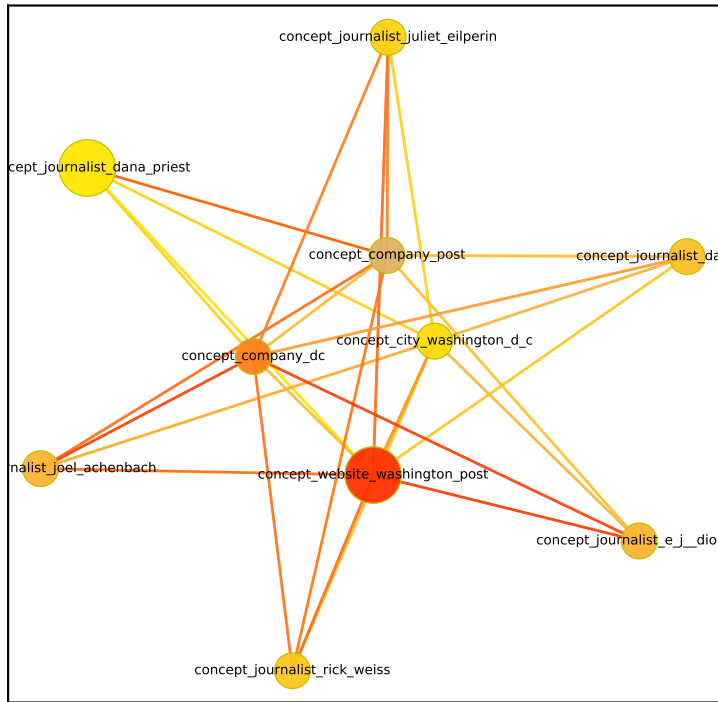 concept_journalist_juliet_eilperin
cept_journalist_dana_priest
concept_company_post
concept_journalist_da
concept_city_washington_d_c
concept_company_dc
rnalist_joel_achenbach
concept_website_washington_post
concept_journalist_e_j__dio
concept_journalist_rick_weiss